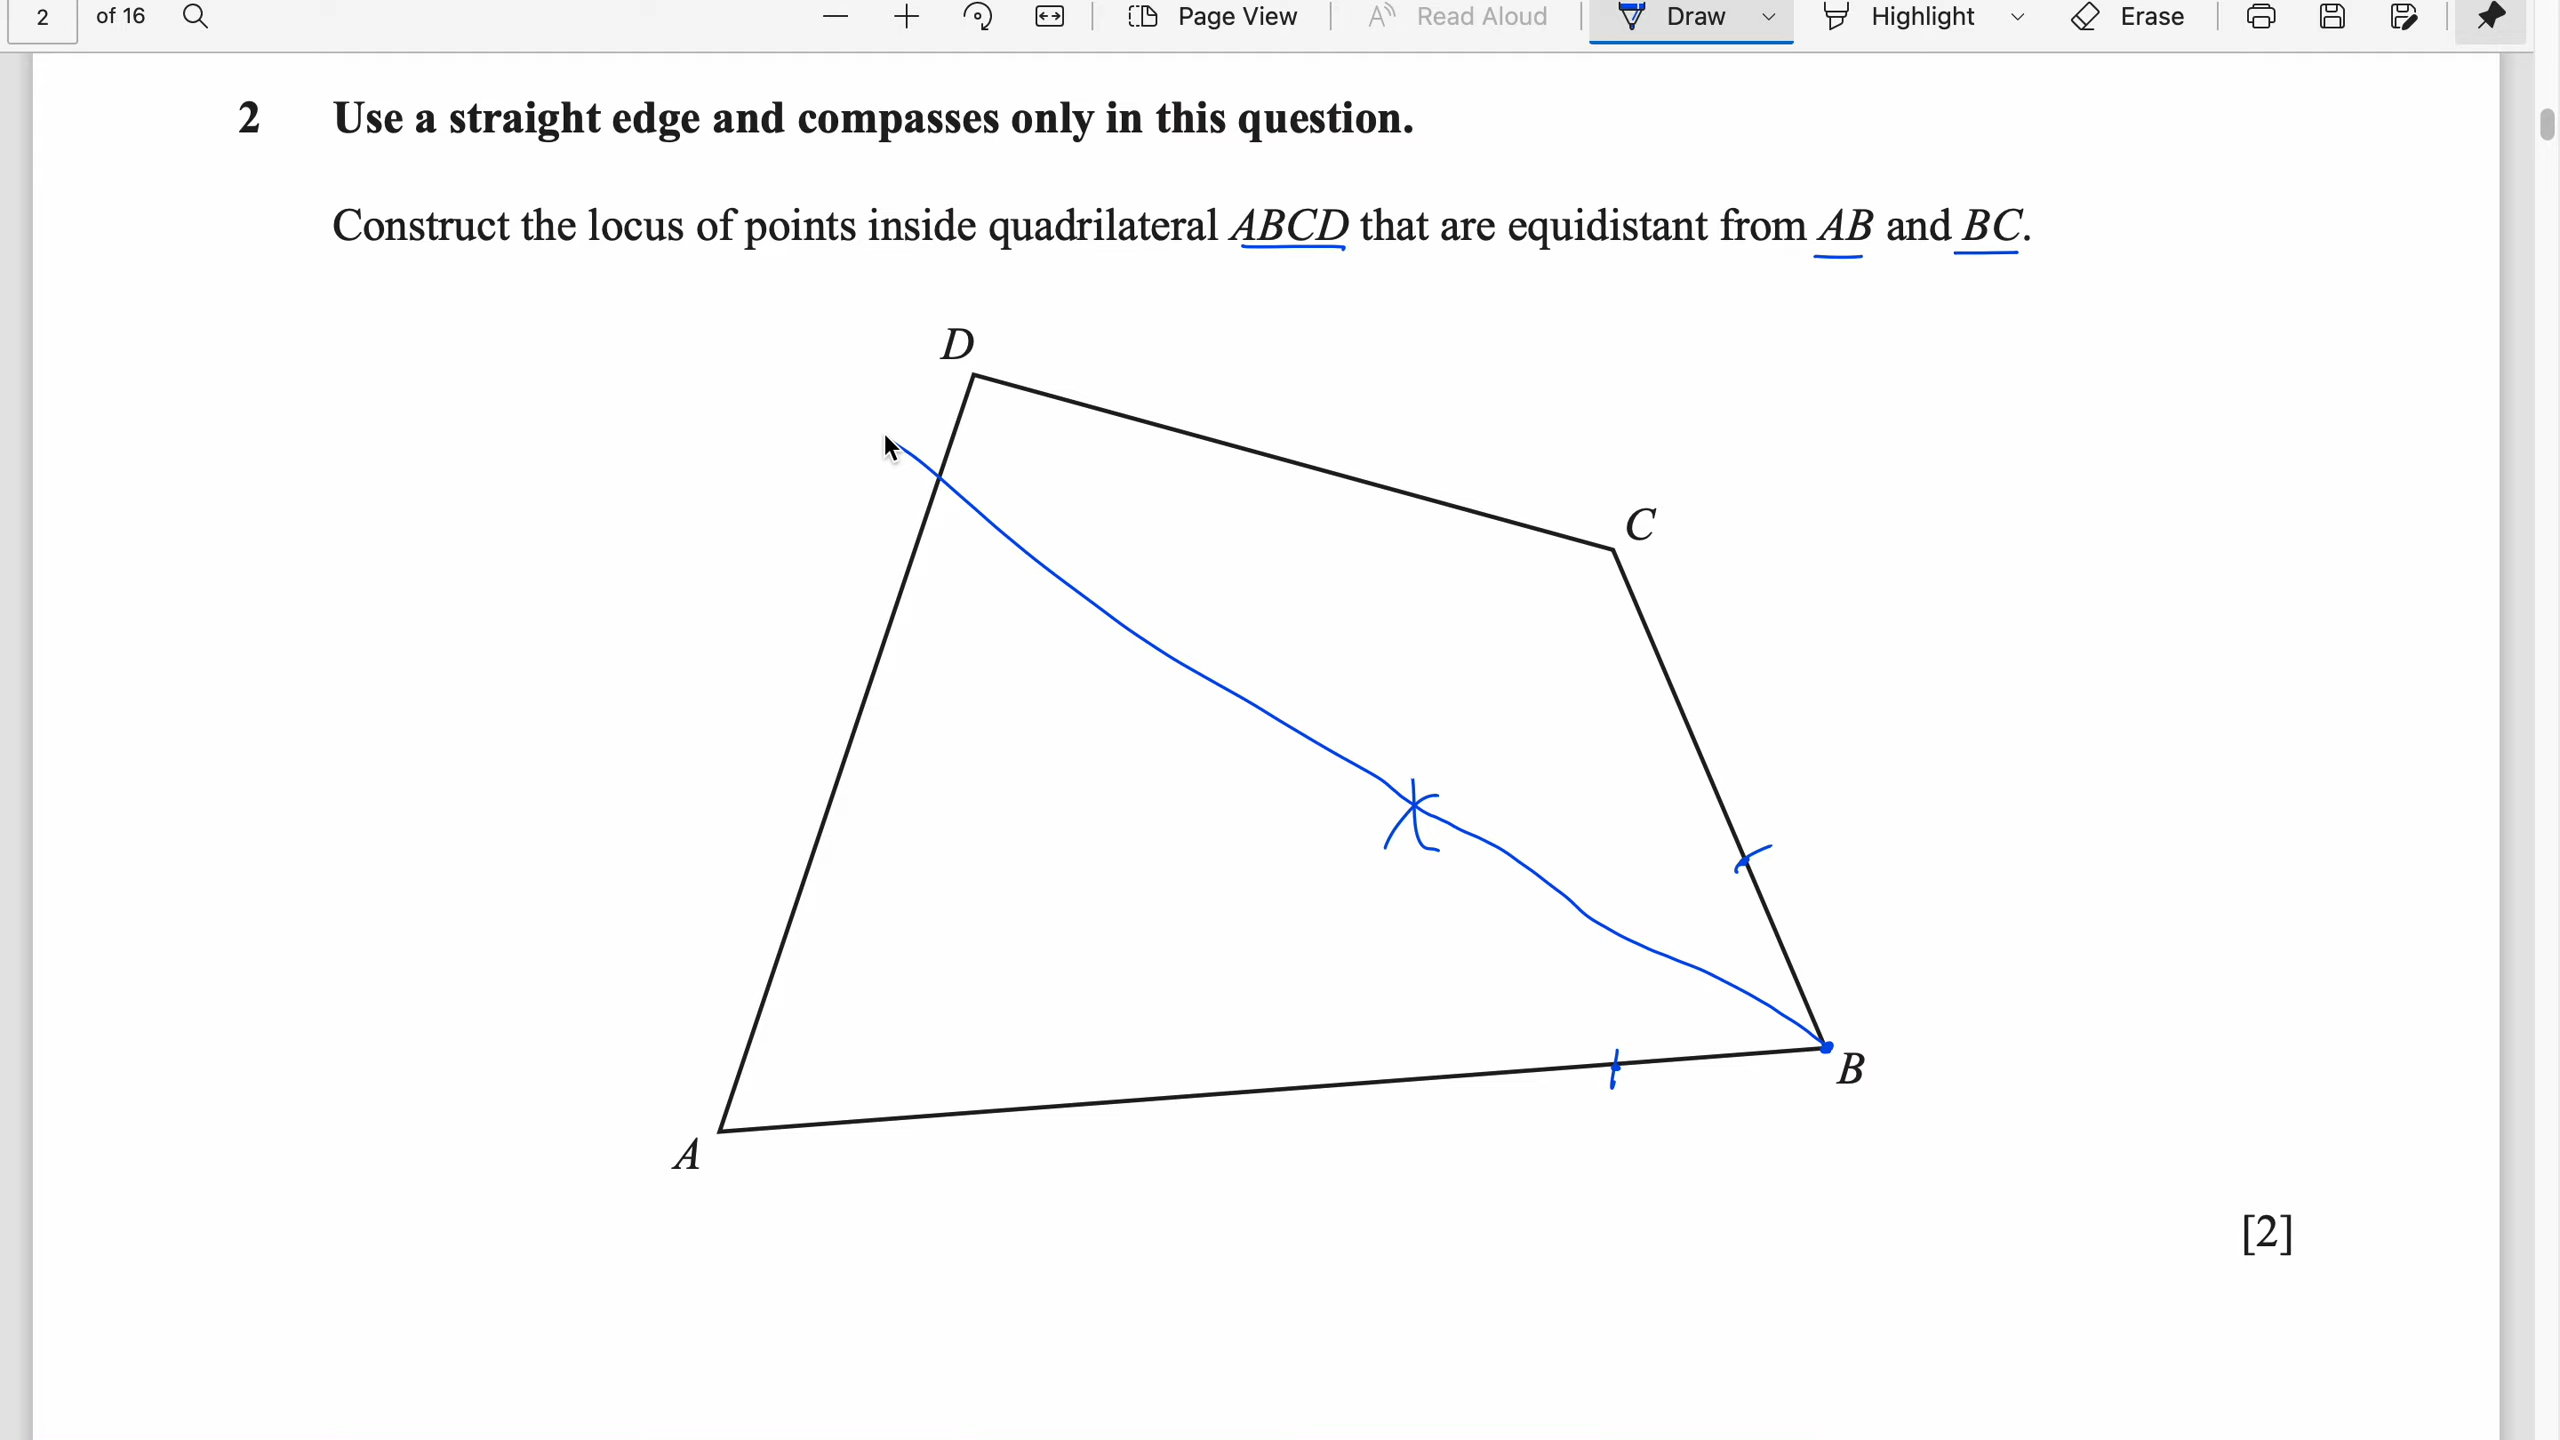 2 of 16 Page View Read Aloud Draw Highlight Erase
2 Use a straight edge and compasses only in this question.
Construct the locus of points inside quadrilateral ABCD that are equidistant from AB and BC.
D
C
B
A
[2]